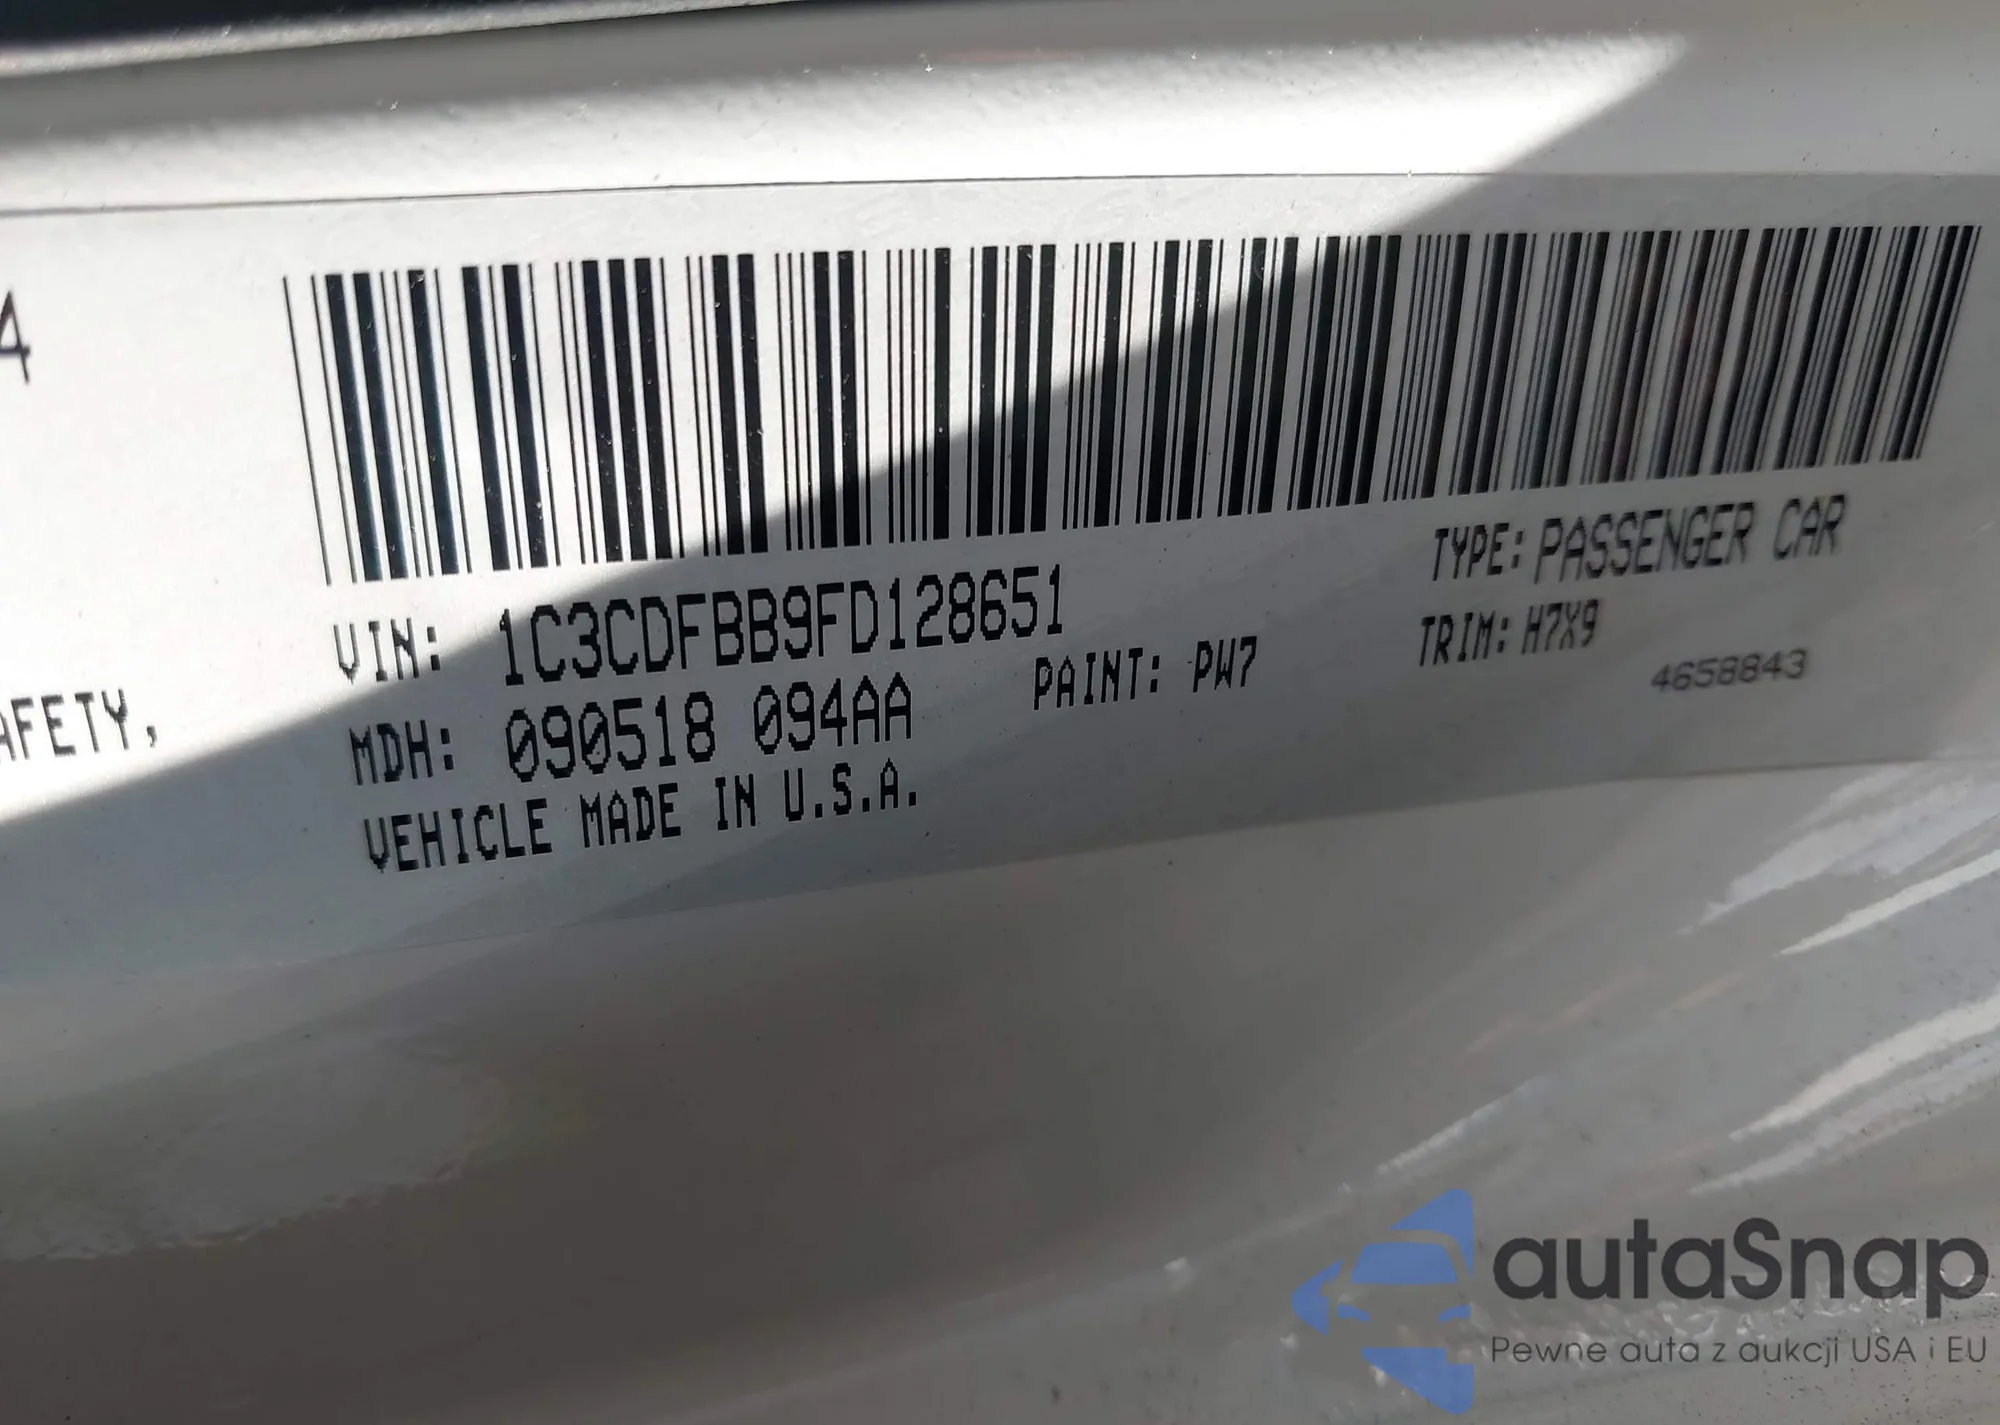 4
AFETY,
VIN: 1C3CDFBB9FD128651
TYPE: PASSENGER CAR
MDH: 090518 094AA
PAINT: PW7
TRIM: H7X9
4658843
VEHICLE MADE IN U.S.A.
autaSnap
Pewne auta z aukcji USA i EU